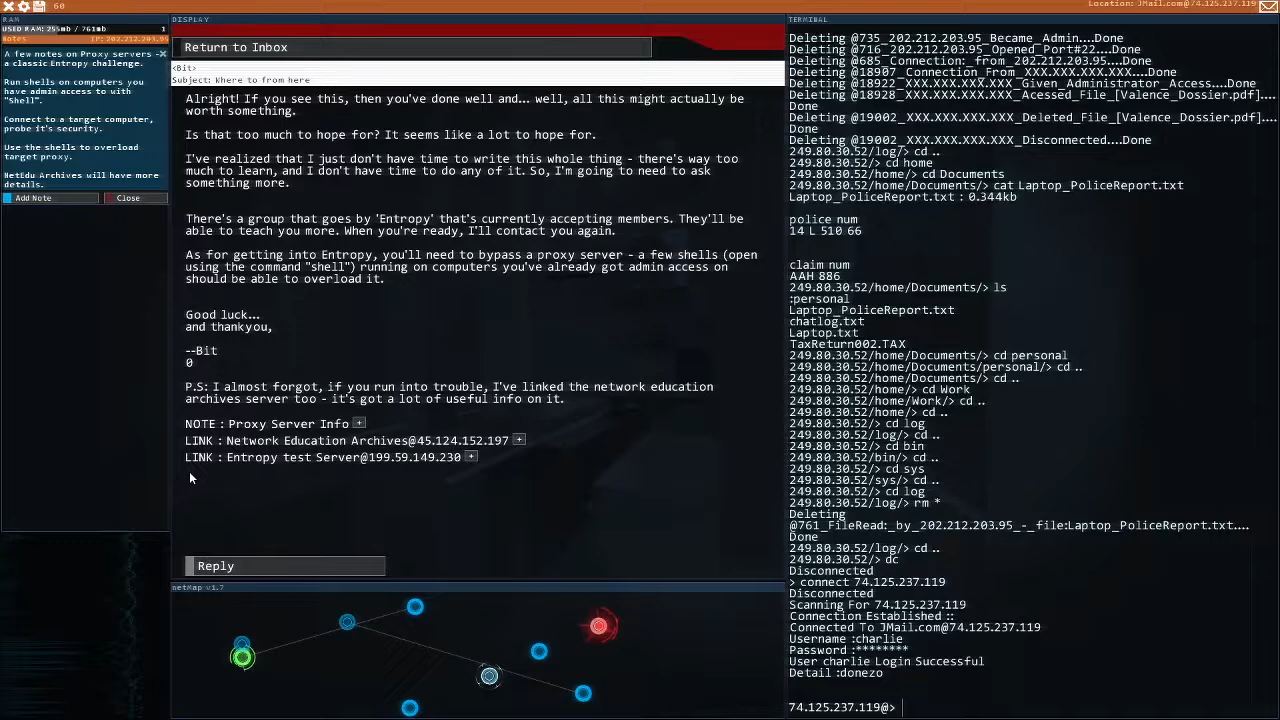 60
Location: JMail.com@74.125.237.119
RAM
USED RAM: 255mb / 761mb
1
Notes
IP: 202.212.203.95
A few notes on Proxy servers -
a classic Entropy challenge.
Run shells on computers you
have admin access to with
"Shell".
Connect to a target computer,
probe it's security.
Use the shells to overload
target proxy.
NetEdu Archives will have more
details.
Add Note
Close
DISPLAY
Return to Inbox
<Bit>
Subject: Where to from here
Alright! If you see this, then you've done well and... well, all this might actually be
worth something.
Is that too much to hope for? It seems like a lot to hope for.
I've realized that I just don't have time to write this whole thing - there's way too
much to learn, and I don't have time to do any of it. So, I'm going to need to ask
something more.
There's a group that goes by 'Entropy' that's currently accepting members. They'll be
able to teach you more. When you're ready, I'll contact you again.
As for getting into Entropy, you'll need to bypass a proxy server - a few shells (open
using the command "shell") running on computers you've already got admin access on
should be able to overload it.
Good luck...
and thankyou,
--Bit
0
P.S: I almost forgot, if you run into trouble, I've linked the network education
archives server too - it's got a lot of useful info on it.
NOTE : Proxy Server Info +
LINK : Network Education Archives@45.124.152.197 +
LINK : Entropy test Server@199.59.149.230 +
Reply
netMap v1.7
TERMINAL
Deleting @735_202.212.203.95_Became_Admin....Done
Deleting @716_202.212.203.95_Opened_Port#22....Done
Deleting @685_Connection:_from_202.212.203.95....Done
Deleting @18907_Connection_From_XXX.XXX.XXX.XXX....Done
Deleting @18922_XXX.XXX.XXX.XXX_Given_Administrator_Access....Done
Deleting @18928_XXX.XXX.XXX.XXX_Acessed_File_[Valence_Dossier.pdf]....
Done
Deleting @19002_XXX.XXX.XXX.XXX_Deleted_File_[Valence_Dossier.pdf]....
Done
Deleting @19002_XXX.XXX.XXX.XXX_Disconnected....Done
249.80.30.52/log/> cd ..
249.80.30.52/> cd home
249.80.30.52/home/> cd Documents
249.80.30.52/home/Documents/> cat Laptop_PoliceReport.txt
Laptop_PoliceReport.txt : 0.344kb
police num
14 L 510 66
claim num
AAH 886
249.80.30.52/home/Documents/> ls
:personal
Laptop_PoliceReport.txt
chatlog.txt
Laptop.txt
TaxReturn002.TAX
249.80.30.52/home/Documents/> cd personal
249.80.30.52/home/Documents/personal/> cd ..
249.80.30.52/home/Documents/> cd ..
249.80.30.52/home/> cd Work
249.80.30.52/home/Work/> cd ..
249.80.30.52/home/> cd ..
249.80.30.52/> cd log
249.80.30.52/log/> cd ..
249.80.30.52/> cd bin
249.80.30.52/bin/> cd ..
249.80.30.52/> cd sys
249.80.30.52/sys/> cd ..
249.80.30.52/> cd log
249.80.30.52/log/> rm *
Deleting
@761_FileRead:_by_202.212.203.95_-_file:Laptop_PoliceReport.txt....
Done
249.80.30.52/log/> cd ..
249.80.30.52/> dc
Disconnected
> connect 74.125.237.119
Disconnected
Scanning For 74.125.237.119
Connection Established ::
Connected To JMail.com@74.125.237.119
Username :charlie
Password :********
User charlie Login Successful
Detail :donezo
74.125.237.119@>